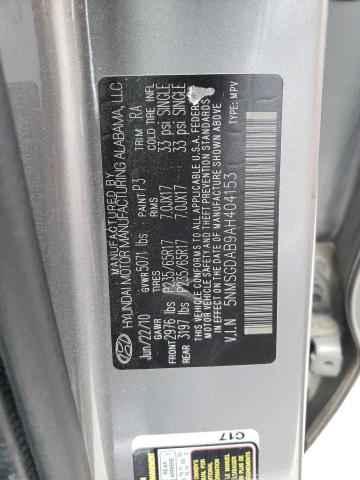 MANUFACTURED BY
HYUNDAI MOTOR MANUFACTURING ALABAMA, LLC
Jun/22/10 GVWR 5071 lbs PAINT P3 TRIM RA
GAWR TIRES RIMS COLD TIRE INFL
FRONT 2976 lbs P235/65R17 7.0JX17 33 psi SINGLE
REAR 3197 lbs P235/65R17 7.0JX17 33 psi SINGLE
THIS VEHICLE CONFORMS TO ALL APPLICABLE U.S.A. FEDERAL
MOTOR VEHICLE SAFETY AND THEFT PREVENTION STANDARDS IN
EFFECT ON THE DATE OF MANUFACTURE SHOWN ABOVE.
V.I.N 5NMSGDAB9AH404153 TYPE: MPV
C17